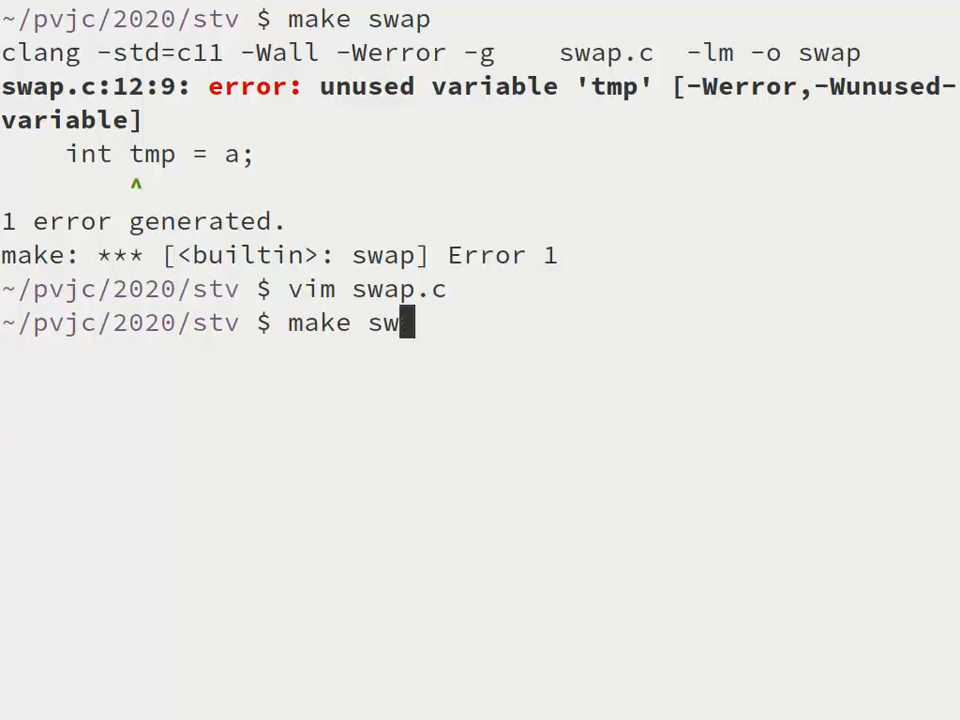 ~/pvjc/2020/stv $ make swap
clang -std=c11 -Wall -Werror -g    swap.c  -lm -o swap
swap.c:12:9: error: unused variable 'tmp' [-Werror,-Wunused-
variable]
    int tmp = a;
        ^
1 error generated.
make: *** [<builtin>: swap] Error 1
~/pvjc/2020/stv $ vim swap.c
~/pvjc/2020/stv $ make sw